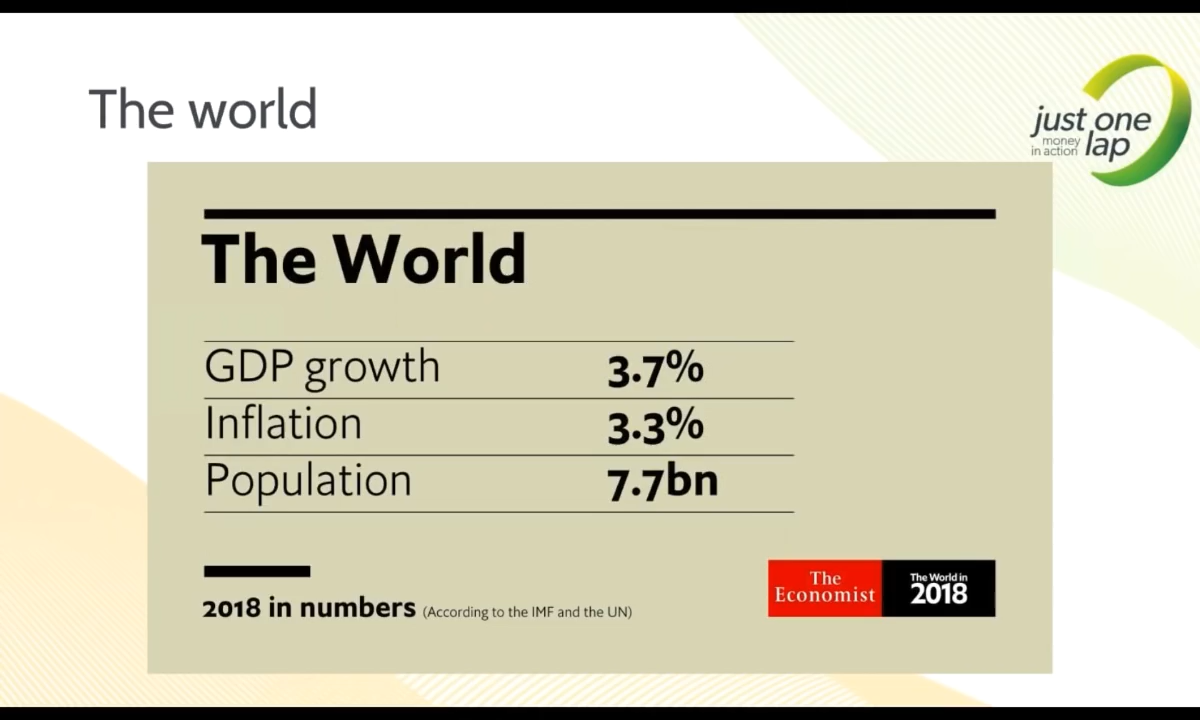 The world
just one
money
in action lap
The World
GDP growth 3.7%
Inflation 3.3%
Population 7.7bn
2018 in numbers (According to the IMF and the UN)
The
Economist
The World in
2018